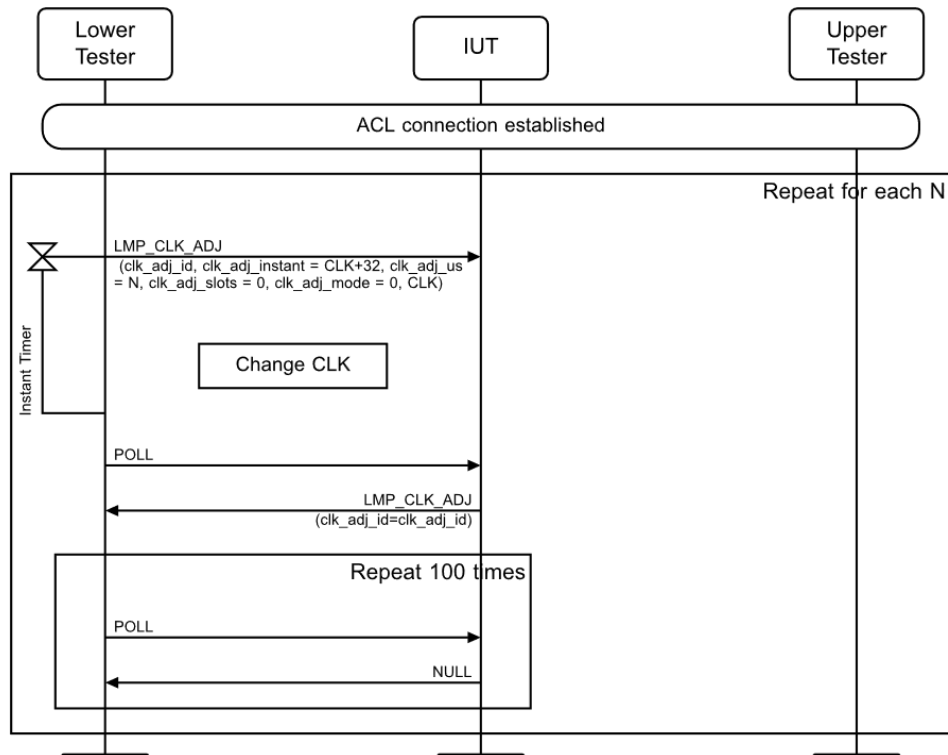 Lower
Tester
IUT
Upper
Tester
ACL connection established
Repeat for each N
LMP_CLK_ADJ
(clk_adj_id, clk_adj_instant = CLK+32, clk_adj_us
= N, clk_adj_slots = 0, clk_adj_mode = 0, CLK)
Instant Timer
Change CLK
POLL
LMP_CLK_ADJ
(clk_adj_id=clk_adj_id)
Repeat 100 times
POLL
NULL